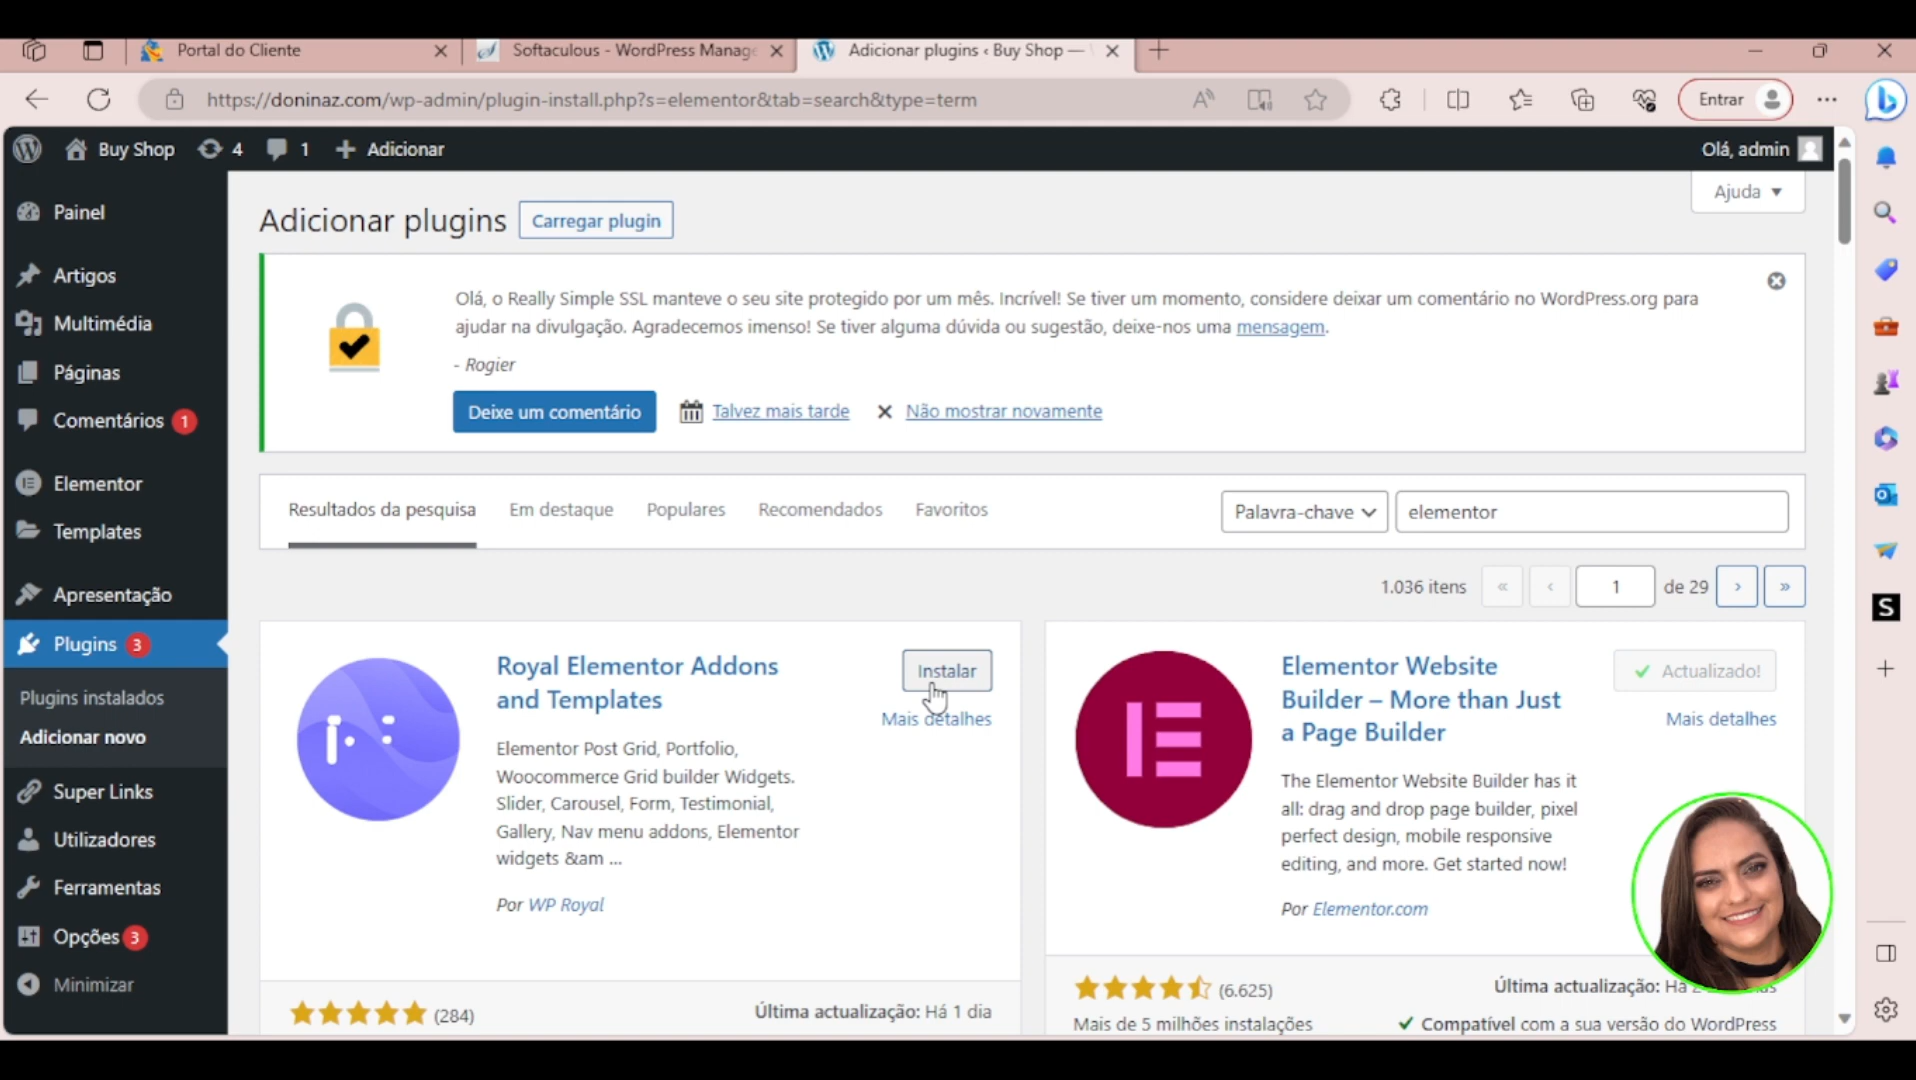 Portal do Cliente
Softaculous - WordPress Manage
Adicionar plugins ‹ Buy Shop —
https://doninaz.com/wp-admin/plugin-install.php?s=elementor&tab=search&type=term
Entrar
Buy Shop
4
1
Adicionar
Olá, admin
Ajuda
Painel
Artigos
Multimédia
Páginas
Comentários 1
Elementor
Templates
Apresentação
Plugins 3
Plugins instalados
Adicionar novo
Super Links
Utilizadores
Ferramentas
Opções 3
Minimizar
Adicionar plugins
Carregar plugin
Olá, o Really Simple SSL manteve o seu site protegido por um mês. Incrível! Se tiver um momento, considere deixar um comentário no WordPress.org para
ajudar na divulgação. Agradecemos imenso! Se tiver alguma dúvida ou sugestão, deixe-nos uma mensagem.
- Rogier
Deixe um comentário
Talvez mais tarde
Não mostrar novamente
Resultados da pesquisa
Em destaque
Populares
Recomendados
Favoritos
Palavra-chave
elementor
1.036 itens
«
‹
1
de 29
›
»
Royal Elementor Addons
and Templates
Instalar
Mais detalhes
Elementor Post Grid, Portfolio,
Woocommerce Grid builder Widgets.
Slider, Carousel, Form, Testimonial,
Gallery, Nav menu addons, Elementor
widgets &am ...
Por WP Royal
(284)
Última actualização: Há 1 dia
Elementor Website
Builder – More than Just
a Page Builder
Actualizado!
Mais detalhes
The Elementor Website Builder has it
all: drag and drop page builder, pixel
perfect design, mobile responsive
editing, and more. Get started now!
Por Elementor.com
(6.625)
Última actualização: Há
Mais de 5 milhões instalações
Compatível com a sua versão do WordPress